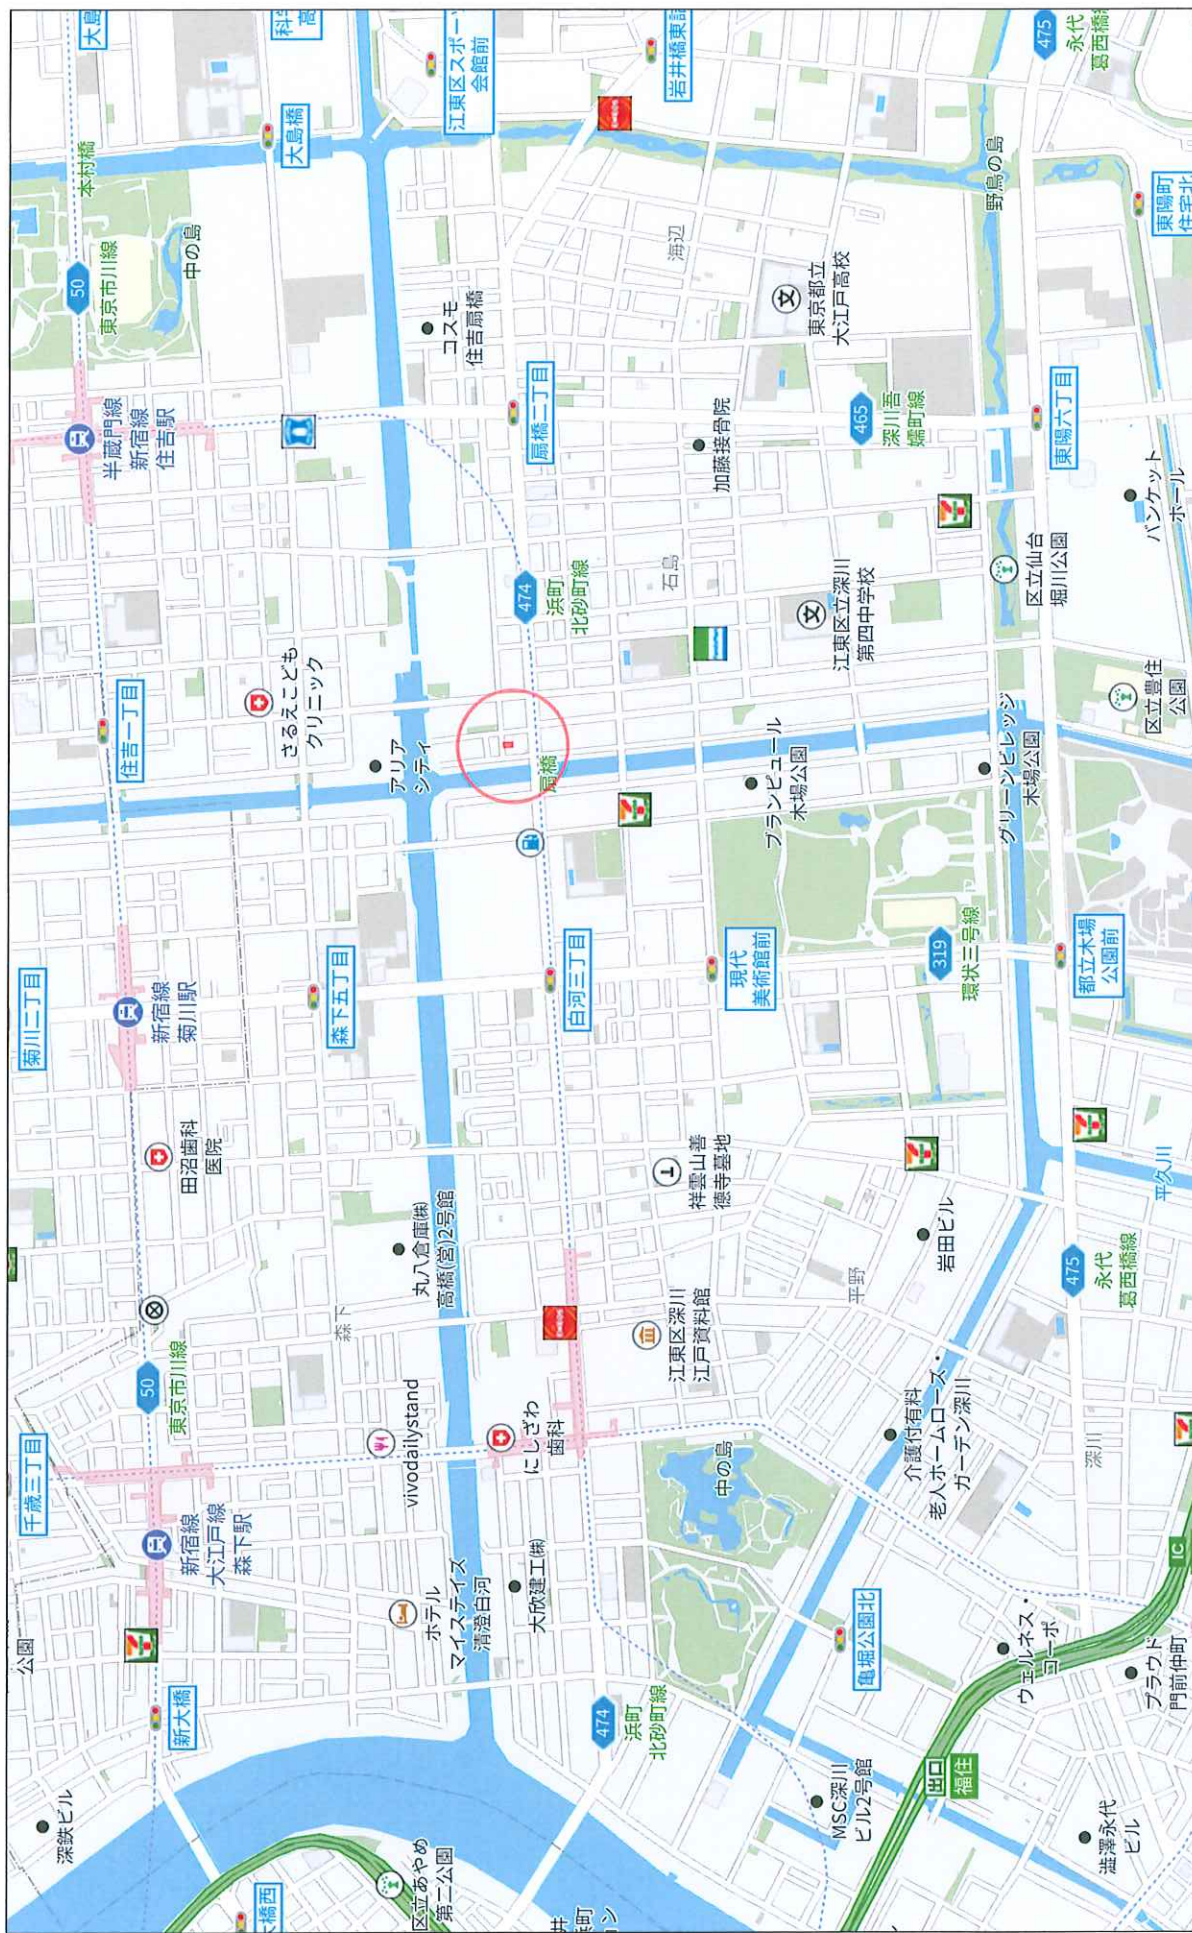 深鉄ビル
公園
千歳三丁目
菊川二丁目
大島
新大橋
50
東京市川線
新宿線
大江戸線
森下駅
田沼歯科
医院
新宿線
菊川駅
住吉一丁目
半蔵門線
新宿線
住吉駅
50
東京市川線
本村橋
中の島
大橋西
さるえこども
クリニック
大島橋
科学
高
森下五丁目
森下
区立あやめ
第二公園
ホテル
マイステイズ
清澄白河
vivodailystand
丸八倉庫㈱
高橋(営)2号館
アリア
シティ
コスモ
住吉扇橋
江東区スポーツ
会館前
大欣建工㈱
にしざわ
歯科
白河三丁目
扇橋
474
浜町
北砂町線
扇橋二丁目
474
浜町
北砂町線
ENEOS
ENEOS
岩井橋東詰
江東区深川
江戸資料館
祥雲山善
徳寺墓地
石島
海辺
中の島
現代
美術館前
加藤接骨院
ブランピュール
木場公園
東京都立
大江戸高校
江東区立深川
第四中学校
MSC深川
ビル2号館
亀堀公園北
平野
465
深川吾
嬬町線
介護付有料
老人ホームローズ・
ガーデン深川
岩田ビル
319
環状三号線
出口
福住
ウェルネス・
コーポ
グリーンビレッジ
木場公園
区立仙台
堀川公園
野鳥の島
東陽六丁目
475
永代
葛西橋線
475
永代
葛西橋線
都立木場
公園前
深川
澁澤永代
ビル
プラウド
門前仲町
IC
平久川
区立豊住
公園
バンケット
ホール
東陽町
住宅北